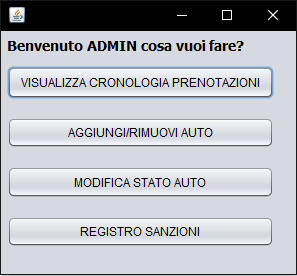 Benvenuto ADMIN cosa vuoi fare?
VISUALIZZA CRONOLOGIA PRENOTAZIONI
AGGIUNGI/RIMUOVI AUTO
MODIFICA STATO AUTO
REGISTRO SANZIONI